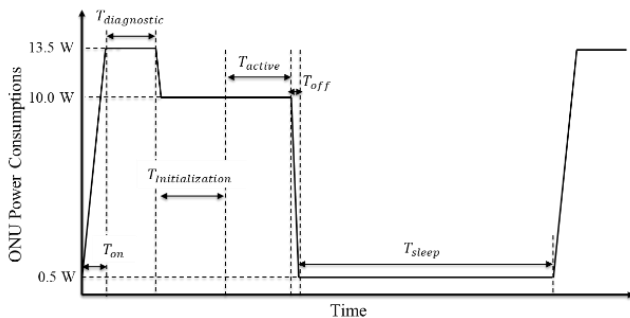 T_diagnostic
13.5 W
T_active
T_off
10.0 W
T_Initialization
T_on
T_sleep
0.5 W
ONU Power Consumptions
Time